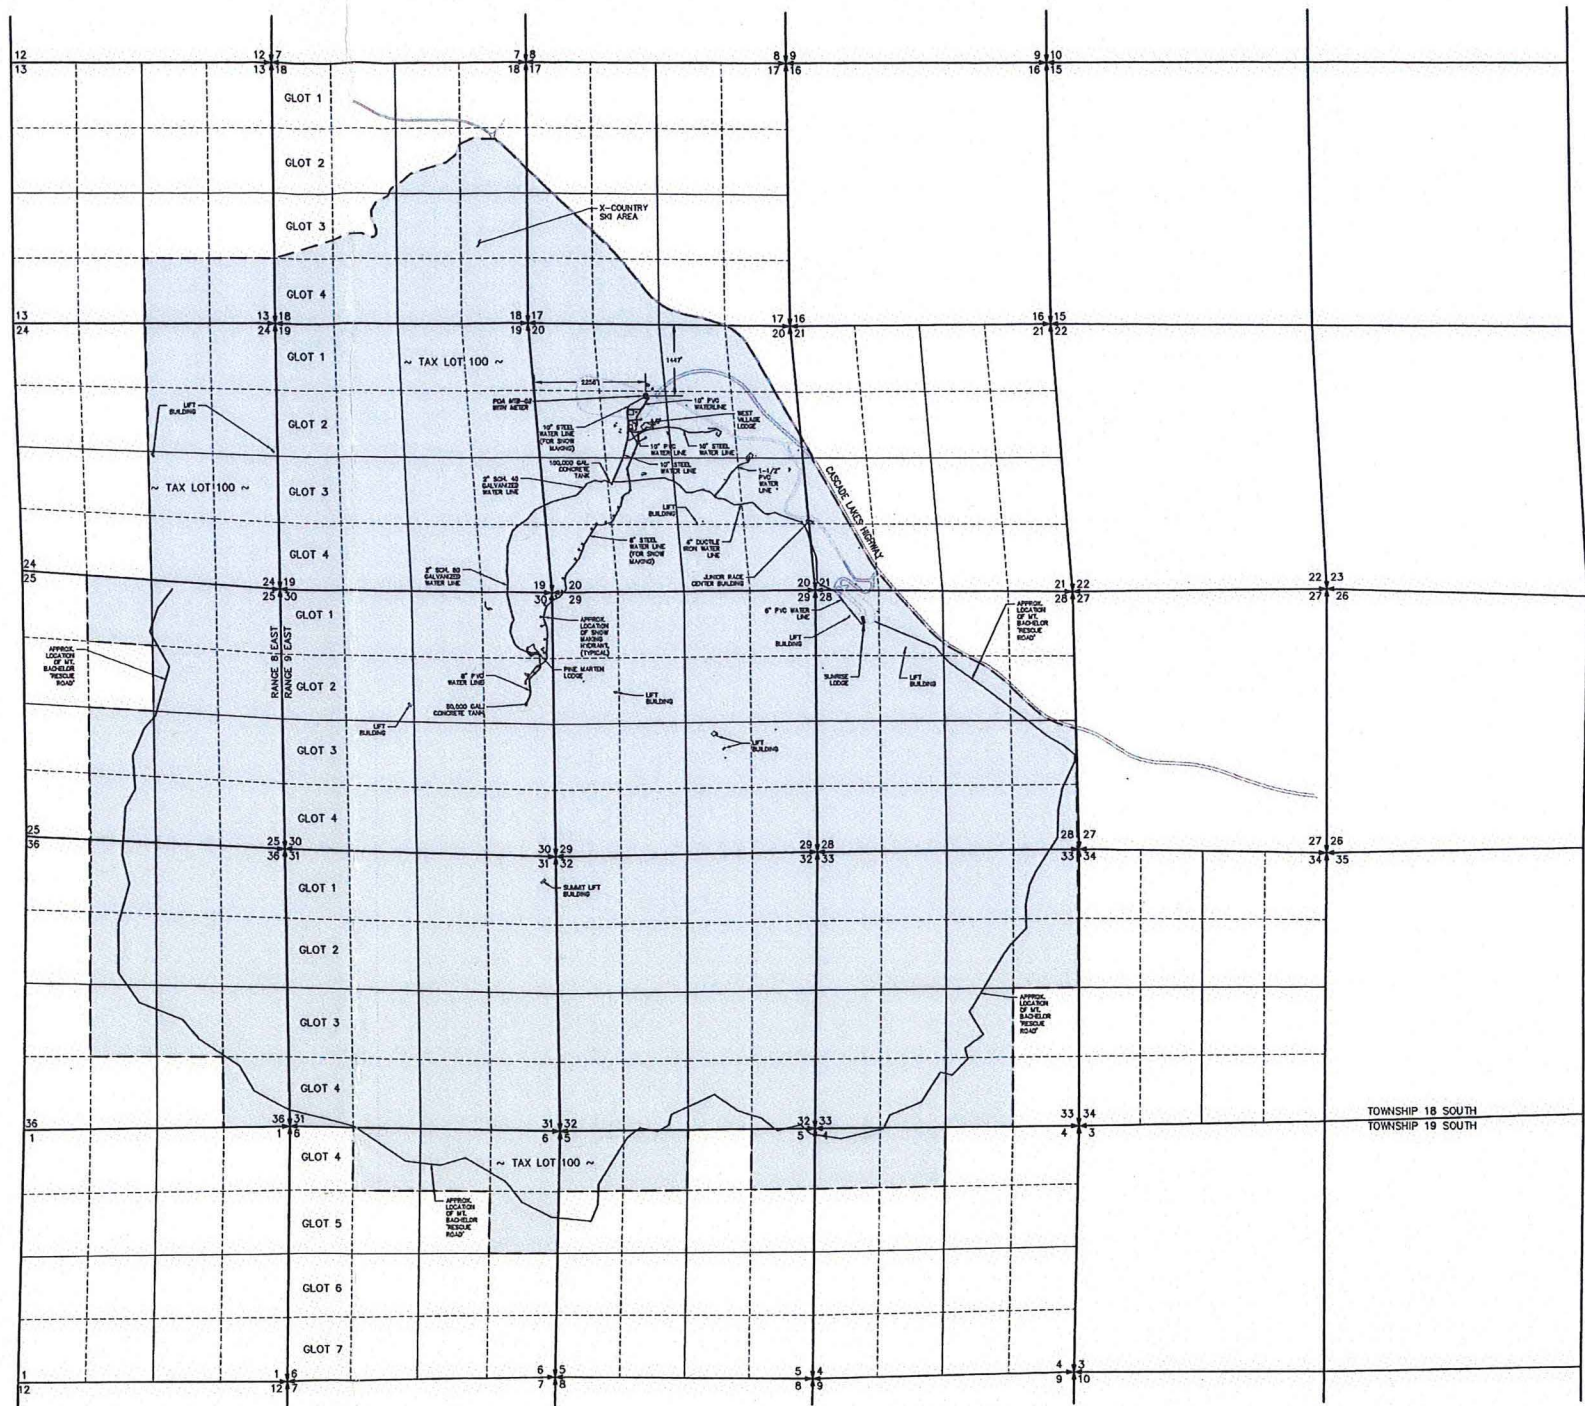 12 7
7 8
8 9
9 10
12
13
13 18
18 17
17 16
16 15
GLOT 1
GLOT 2
GLOT 3
X-COUNTRY
SKI AREA
GLOT 4
13
24
13 18
24 19
18 17
19 20
17 16
20 21
16 15
21 22
GLOT 1
~ TAX LOT 100 ~
1447'
POA MTB-02
WITH METER
10" PVC
WATERLINE
LIFT
BUILDING
GLOT 2
WEST
VILLAGE
LODGE
10" STEEL
WATER LINE
(FOR SNOW
MAKING)
10" PVC
WATER LINE
10" STEEL
WATER LINE
10" STEEL
WATER LINE
100,000 GAL.
CONCRETE
TANK
1-1/2"
PVC
WATER
LINE
~ TAX LOT 100 ~
GLOT 3
2" SCH. 40
GALVANIZED
WATER LINE
CASCADE LAKES HIGHWAY
LIFT
BUILDING
GLOT 4
DUCTILE
IRON WATER
LINE
STEEL
WATER LINE
(FOR SNOW
MAKING)
2" SCH. 80
GALVANIZED
WATER LINE
JUNIOR RACE
CENTER BUILDING
24
25
24 19
25 30
19 20
30 29
20 21
29 28
21 22
28 27
22 23
27 26
GLOT 1
RANGE 8 EAST
RANGE 9 EAST
6" PVC WATER
LINE
APPROX.
LOCATION
OF MT.
BACHELOR
"RESCUE
ROAD"
APPROX.
LOCATION
OF SNOW
MAKING
HYDRANT
(TYPICAL)
LIFT
BUILDING
APPROX.
LOCATION
OF MT.
BACHELOR
"RESCUE
ROAD"
PINE MARTEN
LODGE
SUNRISE
LODGE
LIFT
BUILDING
GLOT 2
PVC
WATER LINE
LIFT
BUILDING
50,000 GAL.
CONCRETE TANK
LIFT
BUILDING
GLOT 3
LIFT
BUILDING
GLOT 4
25
36
25 30
36 31
30 29
31 32
29 28
32 33
28 27
33 34
27 26
34 35
GLOT 1
SUMMIT LIFT
BUILDING
GLOT 2
GLOT 3
APPROX.
LOCATION
OF MT.
BACHELOR
"RESCUE
ROAD"
GLOT 4
36
1
36 31
1 6
31 32
6 5
32 33
5 4
33 34
4 3
TOWNSHIP 18 SOUTH
TOWNSHIP 19 SOUTH
GLOT 4
~ TAX LOT 100 ~
APPROX.
LOCATION
OF MT.
BACHELOR
"RESCUE
ROAD"
GLOT 5
GLOT 6
GLOT 7
1
12
1 6
12 7
6 5
7 8
5 4
8 9
4 3
9 10